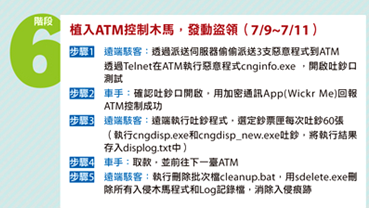 階段
6
植入ATM控制木馬，發動盜領（7/9~7/11）
步驟1 遠端駭客：透過派送伺服器偷偷派送3支惡意程式到ATM
透過Telnet在ATM執行惡意程式cnginfo.exe ，開啟吐鈔口
測試
步驟2 車手：確認吐鈔口開啟，用加密通訊App(Wickr Me)回報
ATM控制成功
步驟3 遠端駭客：遠端執行吐鈔程式，選定鈔票匣每次吐鈔60張
（執行cngdisp.exe和cngdisp_new.exe吐鈔，將執行結果
存入displog.txt中）
步驟4 車手：取款，並前往下一臺ATM
步驟5 遠端駭客：執行刪除批次檔cleanup.bat，用sdelete.exe刪
除所有入侵木馬程式和Log記錄檔，消除入侵痕跡